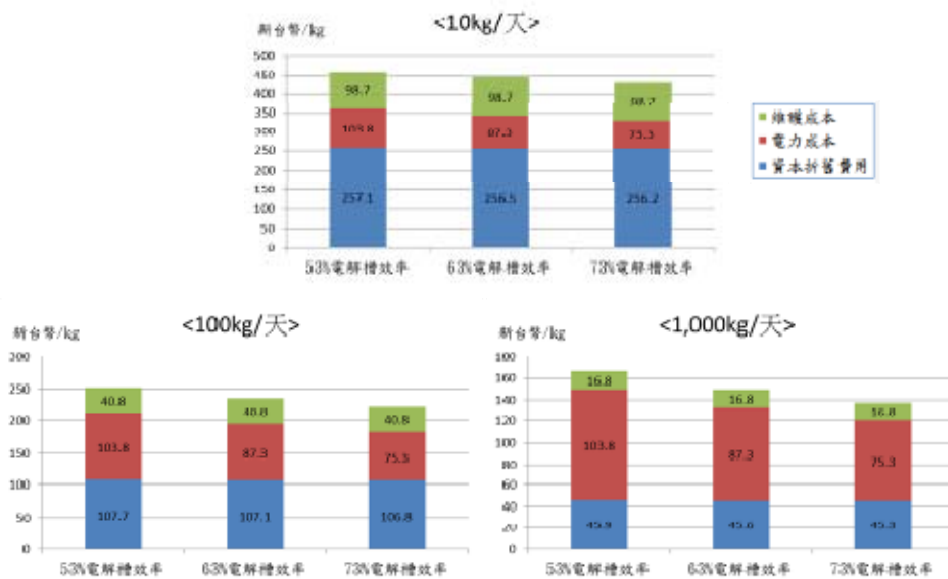 <10kg/天>
新台幣/kg
500
450
400
350
300
250
200
150
100
50
0
98.7
98.7
98.7
103.8
87.3
75.3
257.1
256.5
256.2
53%電解槽效率
63%電解槽效率
73%電解槽效率
維護成本
電力成本
資本折舊費用
<100kg/天>
新台幣/kg
250
200
150
100
50
0
40.8
40.8
40.8
103.8
87.3
75.3
107.7
107.1
106.8
53%電解槽效率
63%電解槽效率
73%電解槽效率
<1,000kg/天>
新台幣/kg
180
160
140
120
100
80
60
40
20
0
16.8
16.8
16.8
103.8
87.3
75.3
45.9
53%電解槽效率
63%電解槽效率
73%電解槽效率